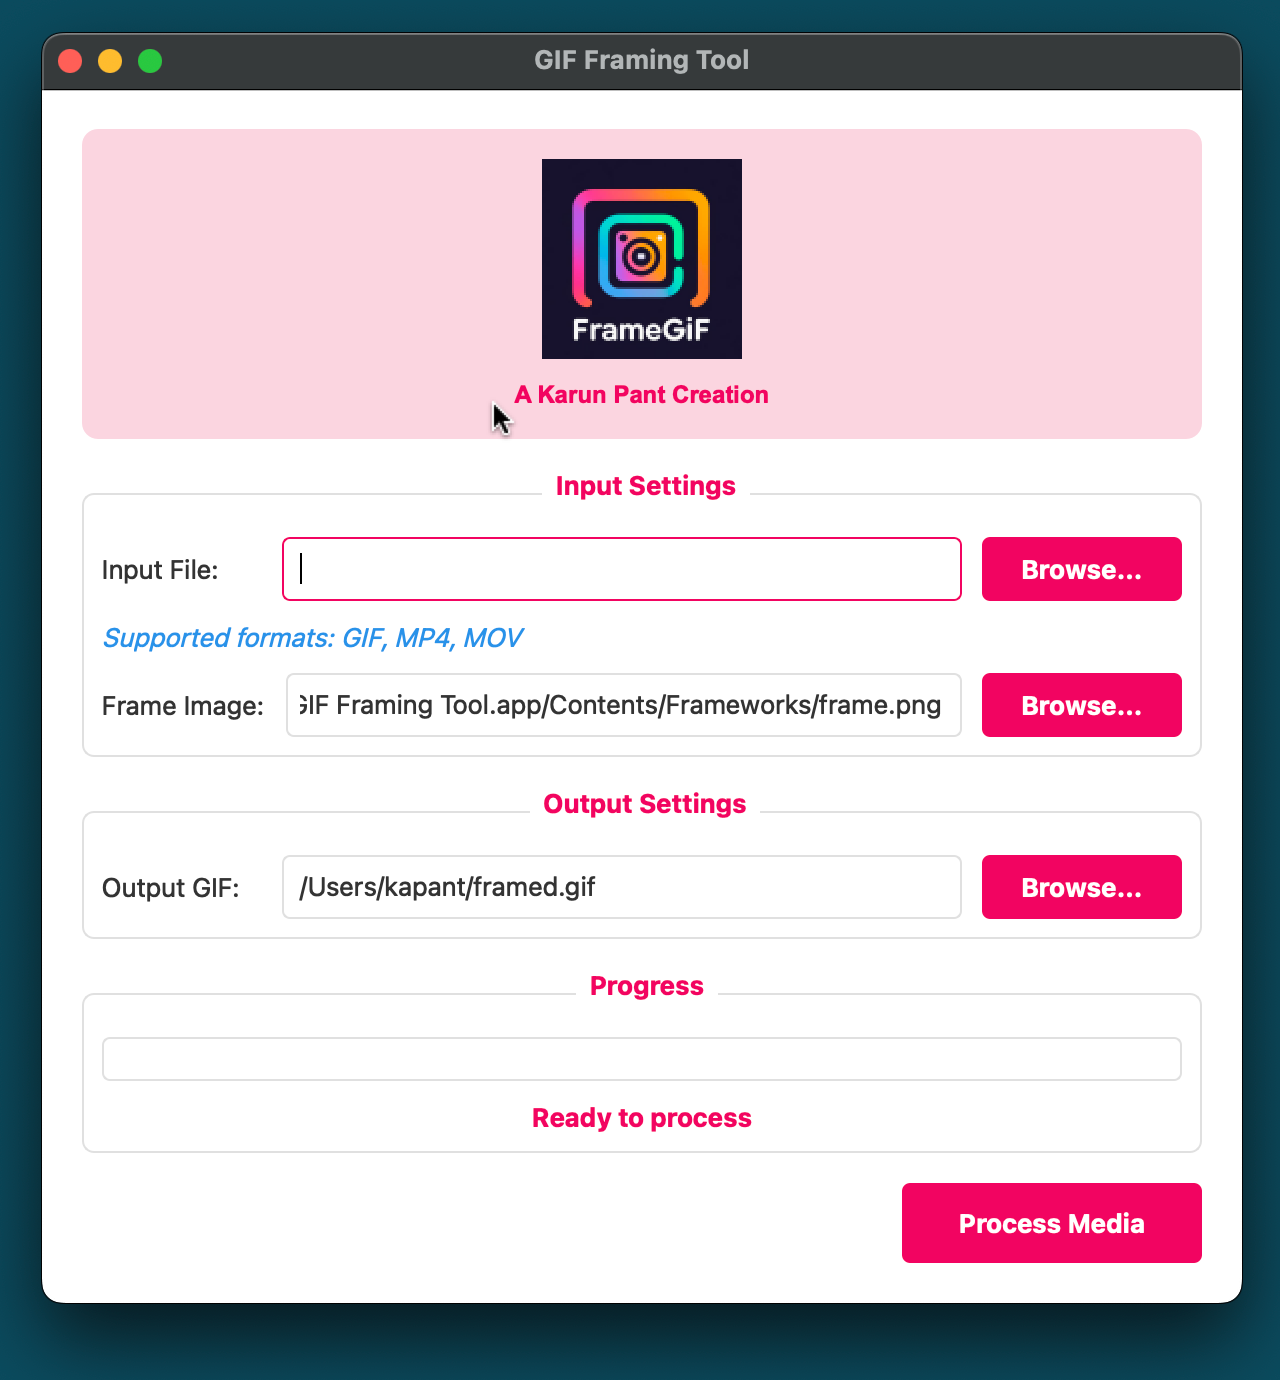 GIF Framing Tool
FrameGiF
A Karun Pant Creation
Input Settings
Input File:
Browse...
Supported formats: GIF, MP4, MOV
Frame Image:
GIF Framing Tool.app/Contents/Frameworks/frame.png
Browse...
Output Settings
Output GIF:
/Users/kapant/framed.gif
Browse...
Progress
Ready to process
Process Media